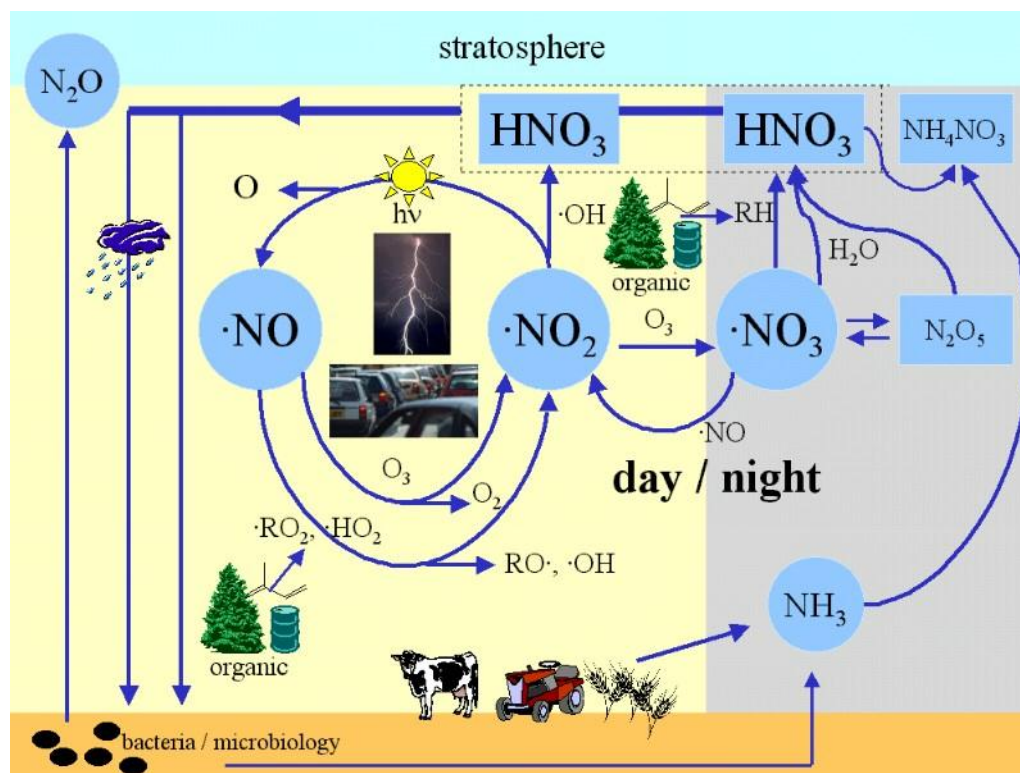 stratosphere
N₂O
HNO₃
HNO₃
NH₄NO₃
O
hν
·OH
RH
H₂O
organic
·NO
·NO₂
O₃
·NO₃
N₂O₅
·NO
O₃
O₂
day / night
·RO₂, ·HO₂
RO·, ·OH
NH₃
organic
bacteria / microbiology